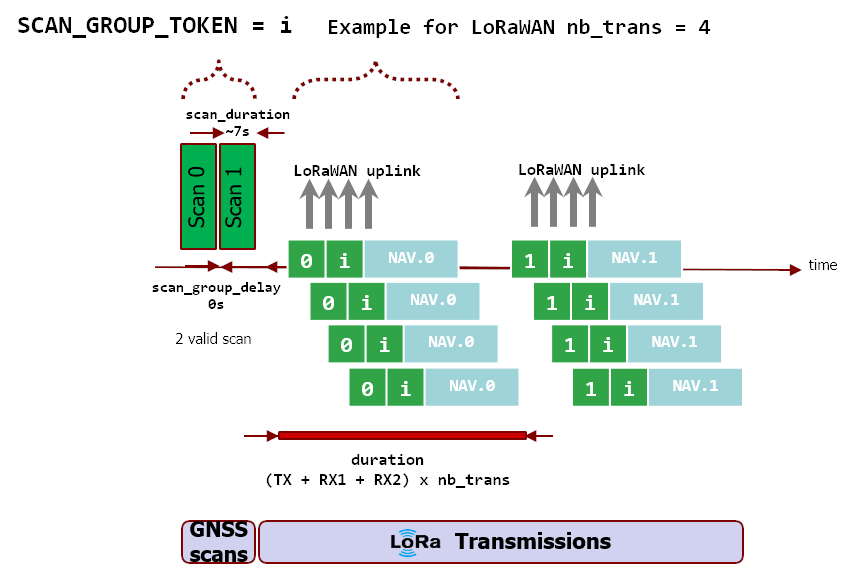 SCAN_GROUP_TOKEN = i
Example for LoRaWAN nb_trans = 4
scan_duration
~7s
Scan 0
Scan 1
LoRaWAN uplink
LoRaWAN uplink
0 i NAV.0
1 i NAV.1
time
scan_group_delay
0s
0 i NAV.0
1 i NAV.1
2 valid scan
0 i NAV.0
1 i NAV.1
0 i NAV.0
1 i NAV.1
duration
(TX + RX1 + RX2) x nb_trans
GNSS
scans
LoRa Transmissions